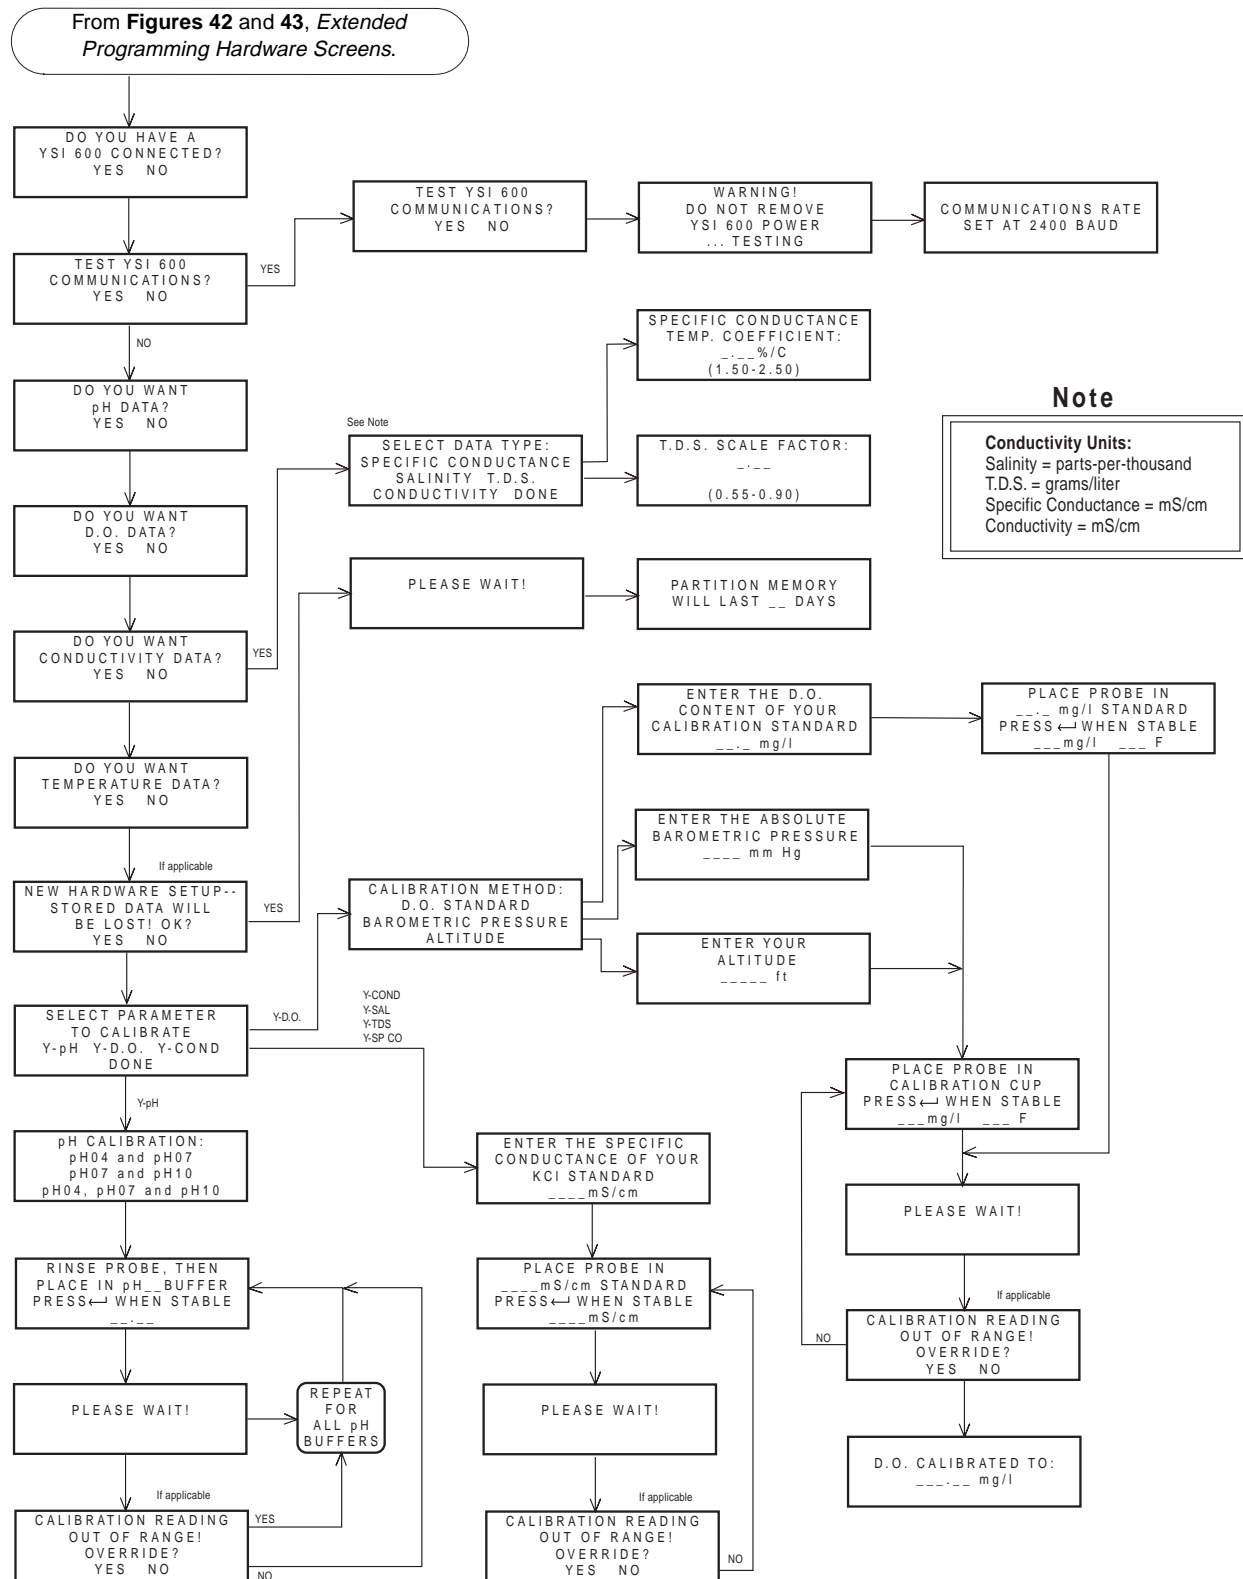 From Figures 42 and 43, Extended
Programming Hardware Screens.
DO YOU HAVE A
YSI 600 CONNECTED?
YES NO
TEST YSI 600
COMMUNICATIONS?
YES NO
YES
TEST YSI 600
COMMUNICATIONS?
YES NO
WARNING!
DO NOT REMOVE
YSI 600 POWER
... TESTING
COMMUNICATIONS RATE
SET AT 2400 BAUD
NO
DO YOU WANT
pH DATA?
YES NO
DO YOU WANT
D.O. DATA?
YES NO
DO YOU WANT
CONDUCTIVITY DATA?
YES NO
YES
See Note
SELECT DATA TYPE:
SPECIFIC CONDUCTANCE
SALINITY T.D.S.
CONDUCTIVITY DONE
SPECIFIC CONDUCTANCE
TEMP. COEFFICIENT:
_.__%/C
(1.50-2.50)
T.D.S. SCALE FACTOR:
_.__
(0.55-0.90)
Note
Conductivity Units:
Salinity = parts-per-thousand
T.D.S. = grams/liter
Specific Conductance = mS/cm
Conductivity = mS/cm
DO YOU WANT
TEMPERATURE DATA?
YES NO
If applicable
NEW HARDWARE SETUP--
STORED DATA WILL
BE LOST! OK?
YES NO
YES
PLEASE WAIT!
PARTITION MEMORY
WILL LAST __ DAYS
SELECT PARAMETER
TO CALIBRATE
Y-pH Y-D.O. Y-COND
DONE
Y-D.O.
CALIBRATION METHOD:
D.O. STANDARD
BAROMETRIC PRESSURE
ALTITUDE
ENTER THE D.O.
CONTENT OF YOUR
CALIBRATION STANDARD
__._ mg/l
PLACE PROBE IN
__._ mg/l STANDARD
PRESS ↵ WHEN STABLE
___mg/l ___ F
ENTER THE ABSOLUTE
BAROMETRIC PRESSURE
____ mm Hg
ENTER YOUR
ALTITUDE
_____ ft
PLACE PROBE IN
CALIBRATION CUP
PRESS ↵ WHEN STABLE
___mg/l ___ F
PLEASE WAIT!
If applicable
CALIBRATION READING
OUT OF RANGE!
OVERRIDE?
YES NO
NO
D.O. CALIBRATED TO:
___.__ mg/l
Y-COND
Y-SAL
Y-TDS
Y-SP CO
ENTER THE SPECIFIC
CONDUCTANCE OF YOUR
KCl STANDARD
____mS/cm
PLACE PROBE IN
____mS/cm STANDARD
PRESS ↵ WHEN STABLE
____mS/cm
PLEASE WAIT!
If applicable
CALIBRATION READING
OUT OF RANGE!
OVERRIDE?
YES NO
NO
Y-pH
pH CALIBRATION:
pH04 and pH07
pH07 and pH10
pH04, pH07 and pH10
RINSE PROBE, THEN
PLACE IN pH__BUFFER
PRESS ↵ WHEN STABLE
__.__
PLEASE WAIT!
REPEAT
FOR
ALL pH
BUFFERS
If applicable
CALIBRATION READING
OUT OF RANGE!
OVERRIDE?
YES NO
YES
NO